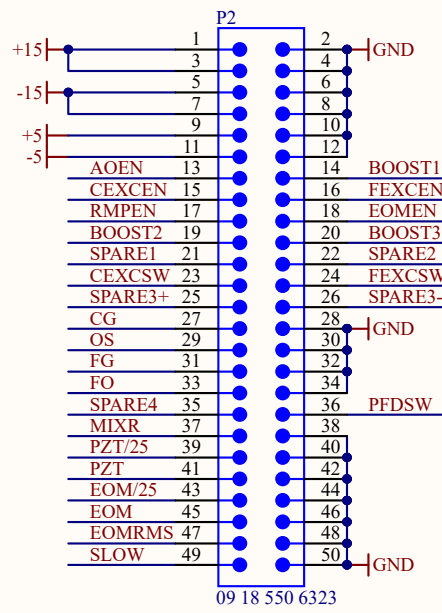 P2
+15 1 2 GND
3 4
-15 5 6
7 8
+5 9 10
-5 11 12
AOEN 13 14 BOOST1
CEXCEN 15 16 FEXCEN
RMPEN 17 18 EOMEN
BOOST2 19 20 BOOST3
SPARE1 21 22 SPARE2
CEXCSW 23 24 FEXCSW
SPARE3+ 25 26 SPARE3-
CG 27 28 GND
OS 29 30
FG 31 32
FO 33 34
SPARE4 35 36 PFDSW
MIXR 37 38
PZT/25 39 40
PZT 41 42
EOM/25 43 44
EOM 45 46
EOMRMS 47 48
SLOW 49 50 GND
09 18 550 6323